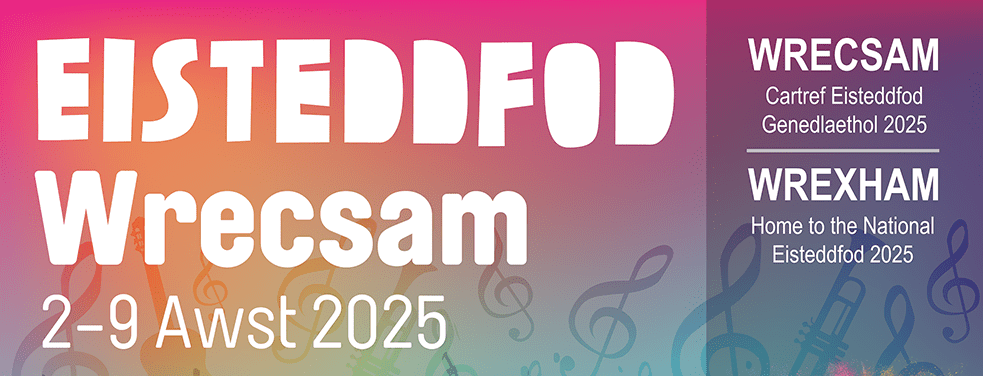 EISTEDDFOD
Wrecsam
2-9 Awst 2025
WRECSAM
Cartref Eisteddfod
Genedlaethol 2025
WREXHAM
Home to the National
Eisteddfod 2025